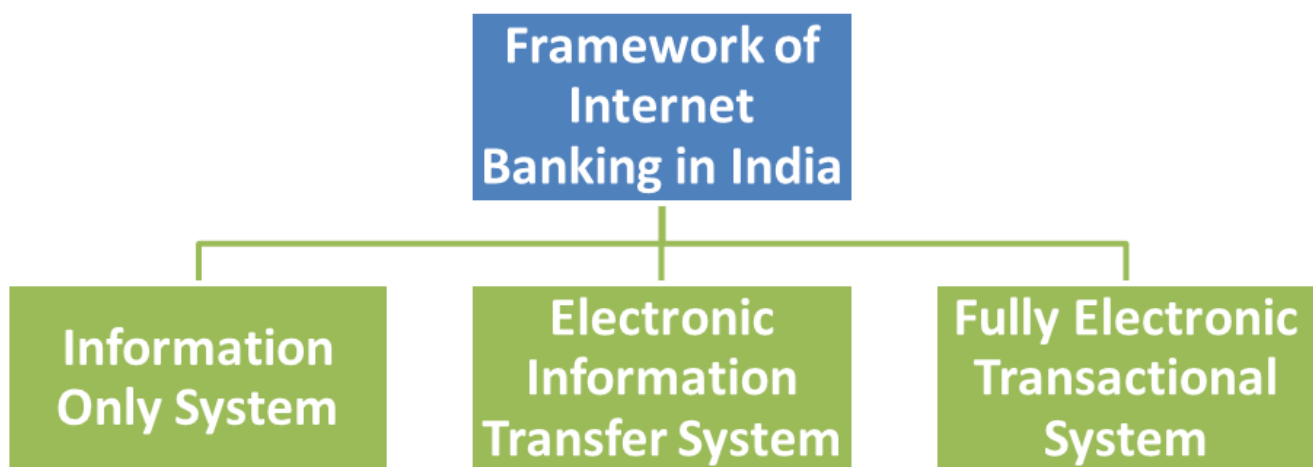 Framework of
Internet
Banking in India
Information
Only System
Electronic
Information
Transfer System
Fully Electronic
Transactional
System